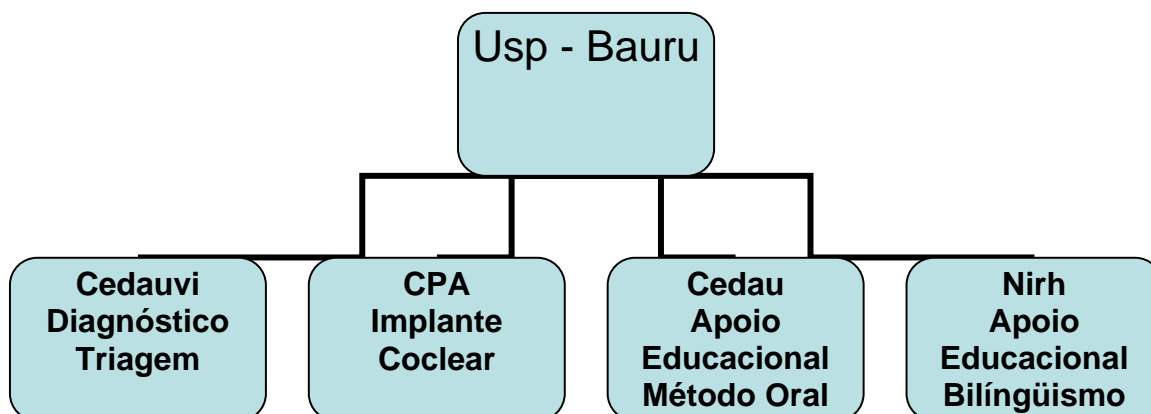 Usp - Bauru
Cedauvi
Diagnóstico
Triagem
CPA
Implante
Coclear
Cedau
Apoio
Educacional
Método Oral
Nirh
Apoio
Educacional
Bilíngüismo